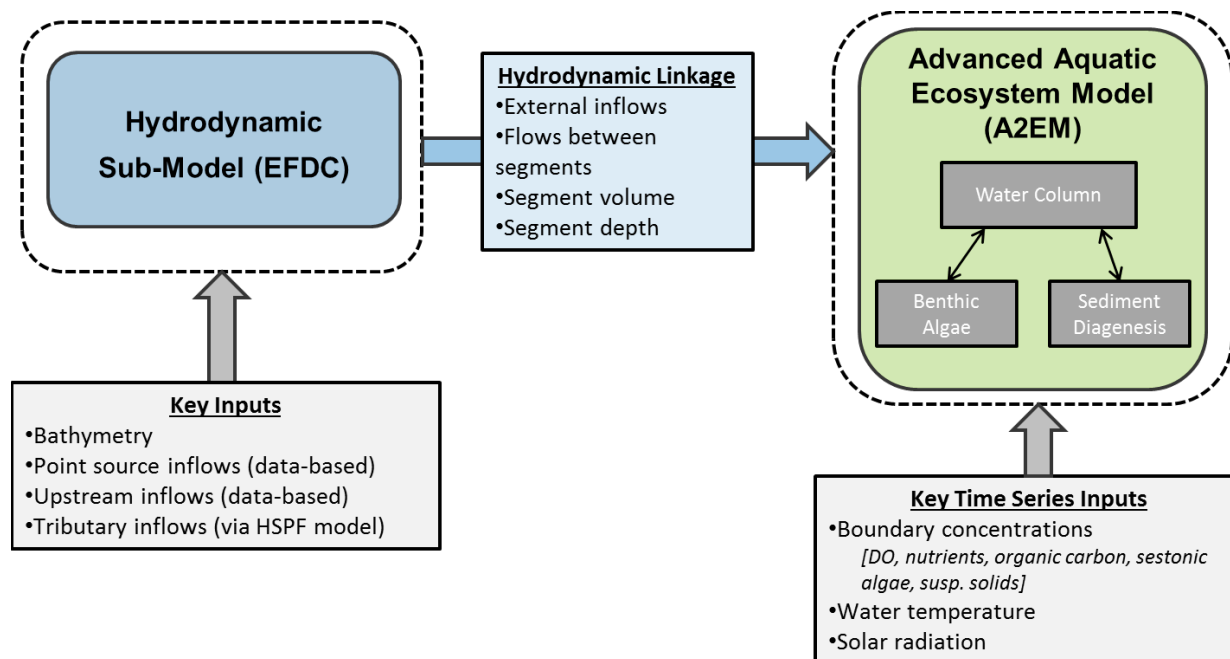 Hydrodynamic
Sub-Model (EFDC)
Hydrodynamic Linkage
•External inflows
•Flows between
segments
•Segment volume
•Segment depth
Advanced Aquatic
Ecosystem Model
(A2EM)
Water Column
Benthic
Algae
Sediment
Diagenesis
Key Inputs
•Bathymetry
•Point source inflows (data-based)
•Upstream inflows (data-based)
•Tributary inflows (via HSPF model)
Key Time Series Inputs
•Boundary concentrations
[DO, nutrients, organic carbon, sestonic
algae, susp. solids]
•Water temperature
•Solar radiation